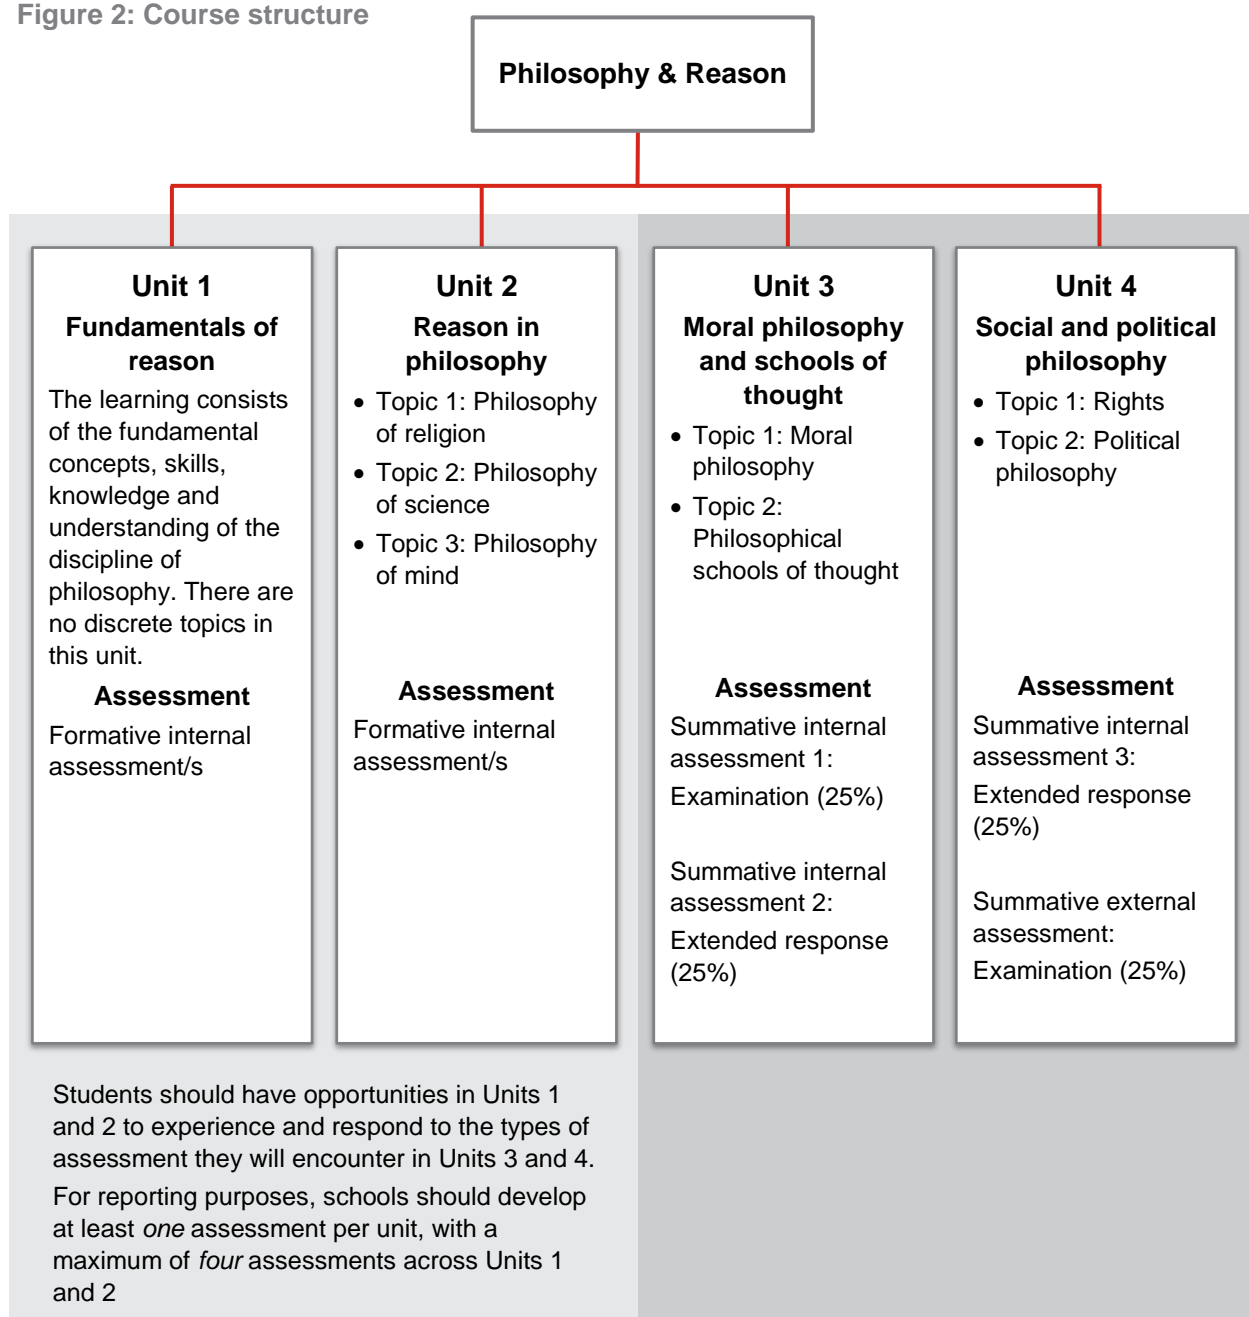 Figure 2: Course structure
Philosophy & Reason
Unit 1
Fundamentals of
reason
The learning consists
of the fundamental
concepts, skills,
knowledge and
understanding of the
discipline of
philosophy. There are
no discrete topics in
this unit.
Assessment
Formative internal
assessment/s
Unit 2
Reason in
philosophy
• Topic 1: Philosophy
of religion
• Topic 2: Philosophy
of science
• Topic 3: Philosophy
of mind
Assessment
Formative internal
assessment/s
Unit 3
Moral philosophy
and schools of
thought
• Topic 1: Moral
philosophy
• Topic 2:
Philosophical
schools of thought
Assessment
Summative internal
assessment 1:
Examination (25%)
Summative internal
assessment 2:
Extended response
(25%)
Unit 4
Social and political
philosophy
• Topic 1: Rights
• Topic 2: Political
philosophy
Assessment
Summative internal
assessment 3:
Extended response
(25%)
Summative external
assessment:
Examination (25%)
Students should have opportunities in Units 1
and 2 to experience and respond to the types of
assessment they will encounter in Units 3 and 4.
For reporting purposes, schools should develop
at least one assessment per unit, with a
maximum of four assessments across Units 1
and 2